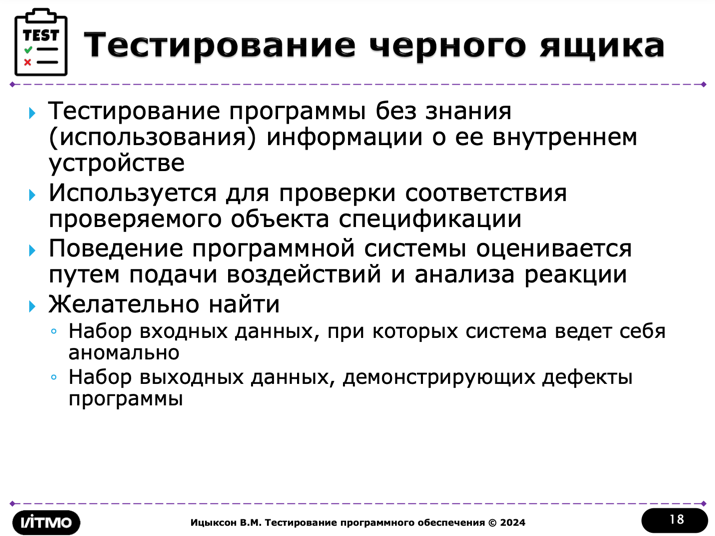 TEST
Тестирование черного ящика
Тестирование программы без знания
(использования) информации о ее внутреннем
устройстве
Используется для проверки соответствия
проверяемого объекта спецификации
Поведение программной системы оценивается
путем подачи воздействий и анализа реакции
Желательно найти
Набор входных данных, при которых система ведет себя
аномально
Набор выходных данных, демонстрирующих дефекты
программы
ИTMO
Ицыксон В.М. Тестирование программного обеспечения © 2024
18